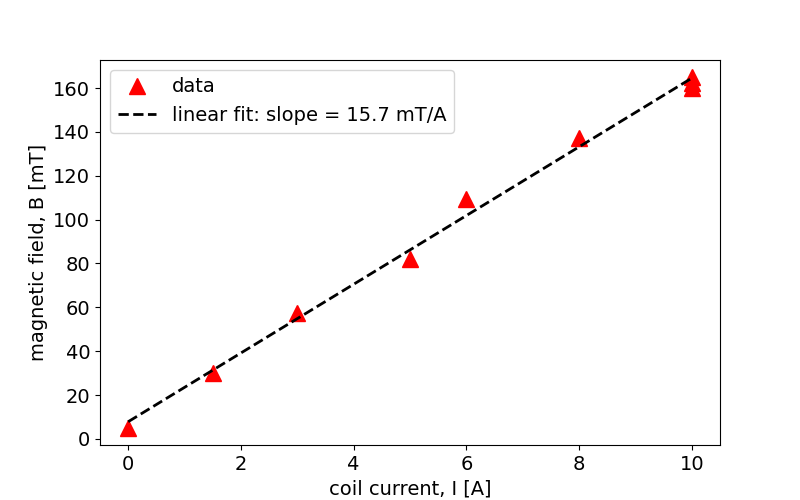 data
linear fit: slope = 15.7 mT/A
160
140
120
100
80
60
40
20
0
magnetic field, B [mT]
0 2 4 6 8 10
coil current, I [A]